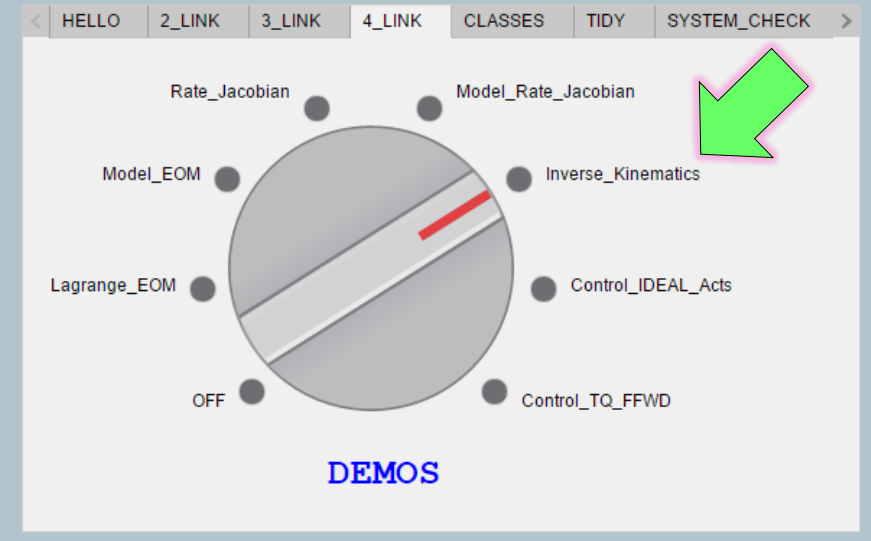 HELLO 2_LINK 3_LINK 4_LINK CLASSES TIDY SYSTEM_CHECK
Rate_Jacobian Model_Rate_Jacobian
Model_EOM Inverse_Kinematics
Lagrange_EOM Control_IDEAL_Acts
OFF Control_TQ_FFWD
DEMOS